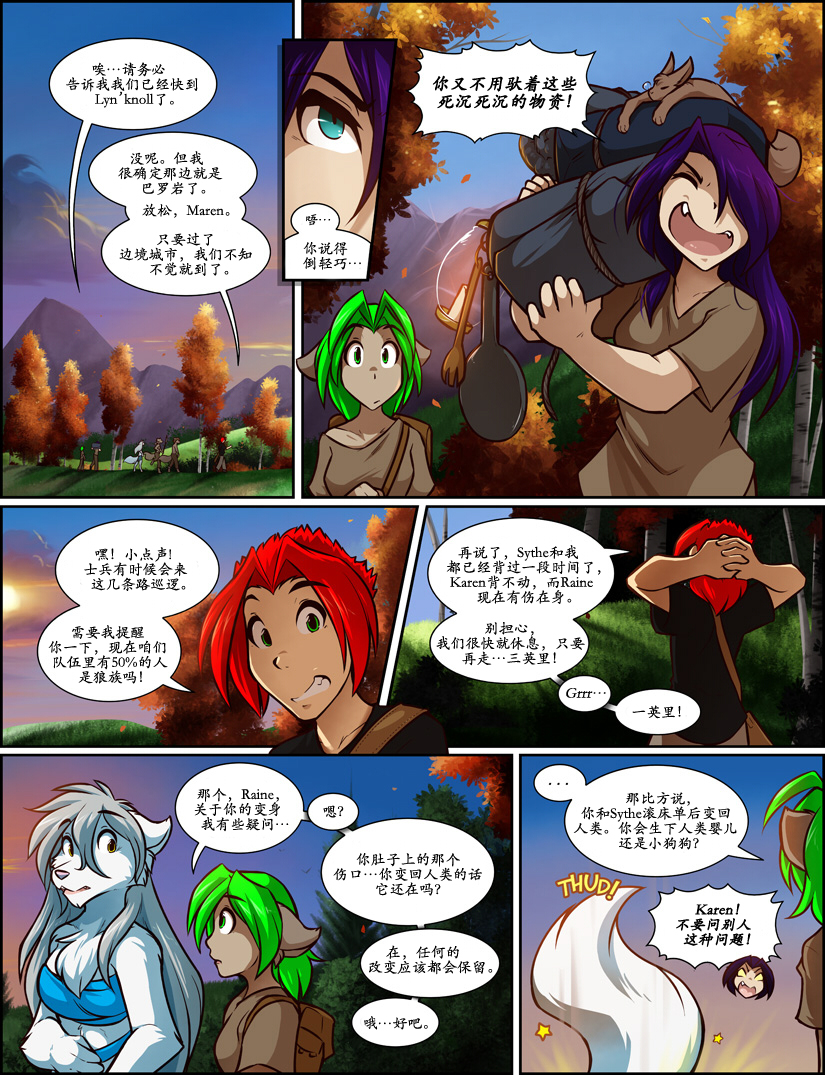 唉…请务必
告诉我我们已经快到
Lyn'knoll了。
没呢。但我
很确定那边就是
巴罗岩了。
放松，Maren。
只要过了
边境城市，我们不知
不觉就到了。
唔…
你说得
倒轻巧…
你又不用驮着这些
死沉死沉的物资！
嘿！小点声！
士兵有时候会来
这几条路巡逻。
需要我提醒
你一下，现在咱们
队伍里有50%的人
是狼族吗！
再说了，Sythe和我
都已经背过一段时间了，
Karen背不动，而Raine
现在有伤在身。
别担心，
我们很快就休息，只要
再走…三英里！
Grrr…
一英里！
那个，Raine，
关于你的变身
我有些疑问…
嗯？
你肚子上的那个
伤口…你变回人类的话
它还在吗？
在，任何的
改变应该都会保留。
哦…好吧。
...
那比方说，
你和Sythe滚床单后变回
人类。你会生下人类婴儿
还是小狗狗？
THUD!
Karen！
不要问别人
这种问题！